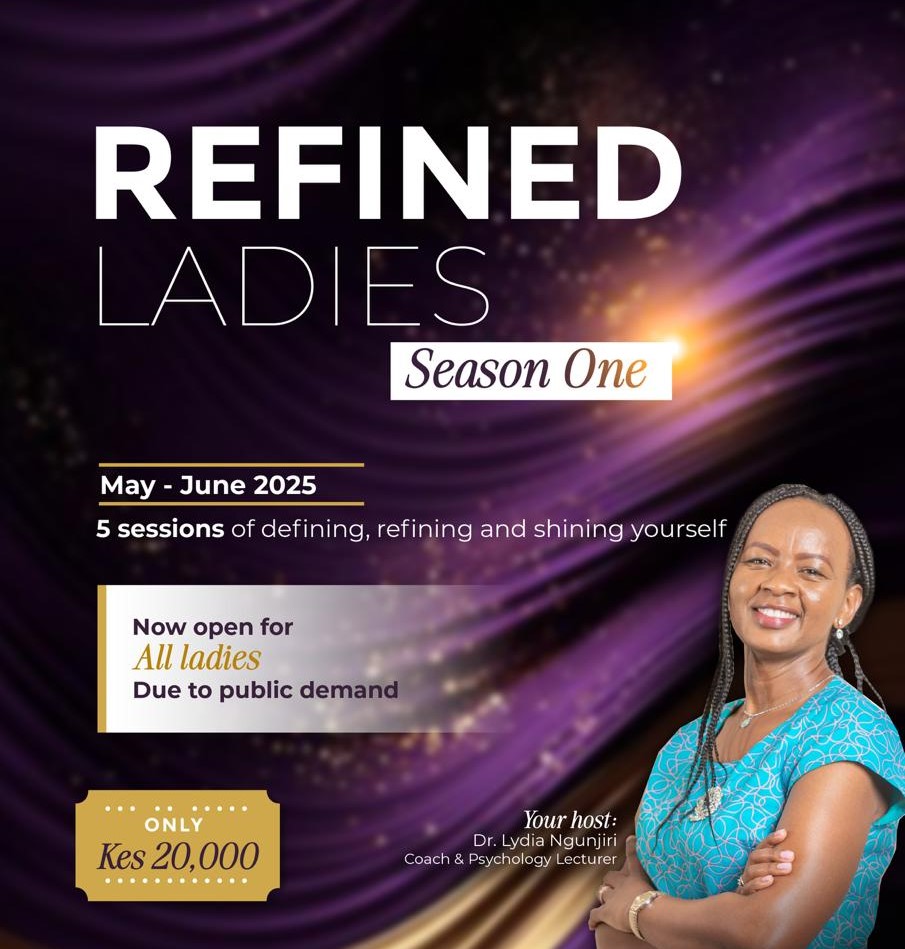 REFINED
LADIES
Season One
May - June 2025
5 sessions of defining, refining and shining yourself
Now open for
All ladies
Due to public demand
ONLY
Kes 20,000
Your host:
Dr. Lydia Ngunjiri
Coach & Psychology Lecturer